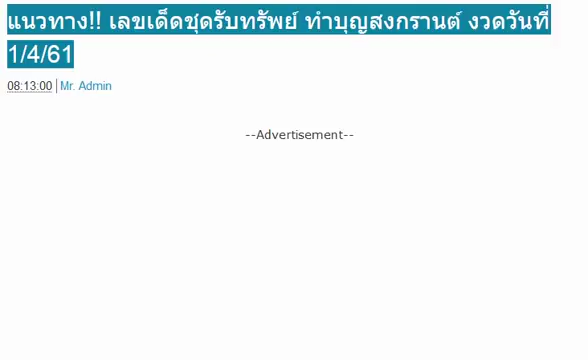 แนวทาง!! เลขเด็ดชุดรับทรัพย์ ทำบุญสงกรานต์ งวดวันที่
1/4/61
08:13:00 Mr. Admin
--Advertisement--